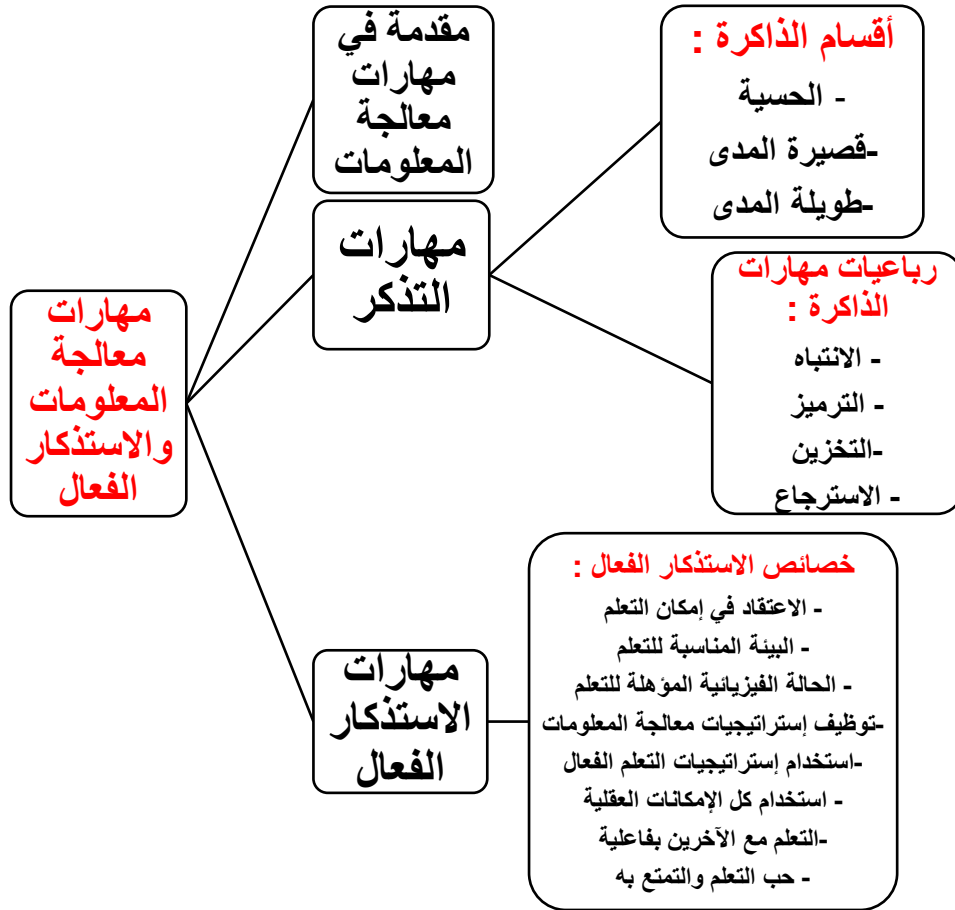 مهارات
معالجة
المعلومات
والاستذكار
الفعال
مقدمة في
مهارات
معالجة
المعلومات
مهارات
التذكر
أقسام الذاكرة :
- الحسية
-قصيرة المدى
-طويلة المدى
رباعيات مهارات
الذاكرة :
- الانتباه
- الترميز
-التخزين
- الاسترجاع
مهارات
الاستذكار
الفعال
خصائص الاستذكار الفعال :
- الاعتقاد في إمكان التعلم
- البيئة المناسبة للتعلم
- الحالة الفيزيائية المؤهلة للتعلم
-توظيف إستراتيجيات معالجة المعلومات
-استخدام إستراتيجيات التعلم الفعال
- استخدام كل الإمكانات العقلية
-التعلم مع الآخرين بفاعلية
- حب التعلم والتمتع به